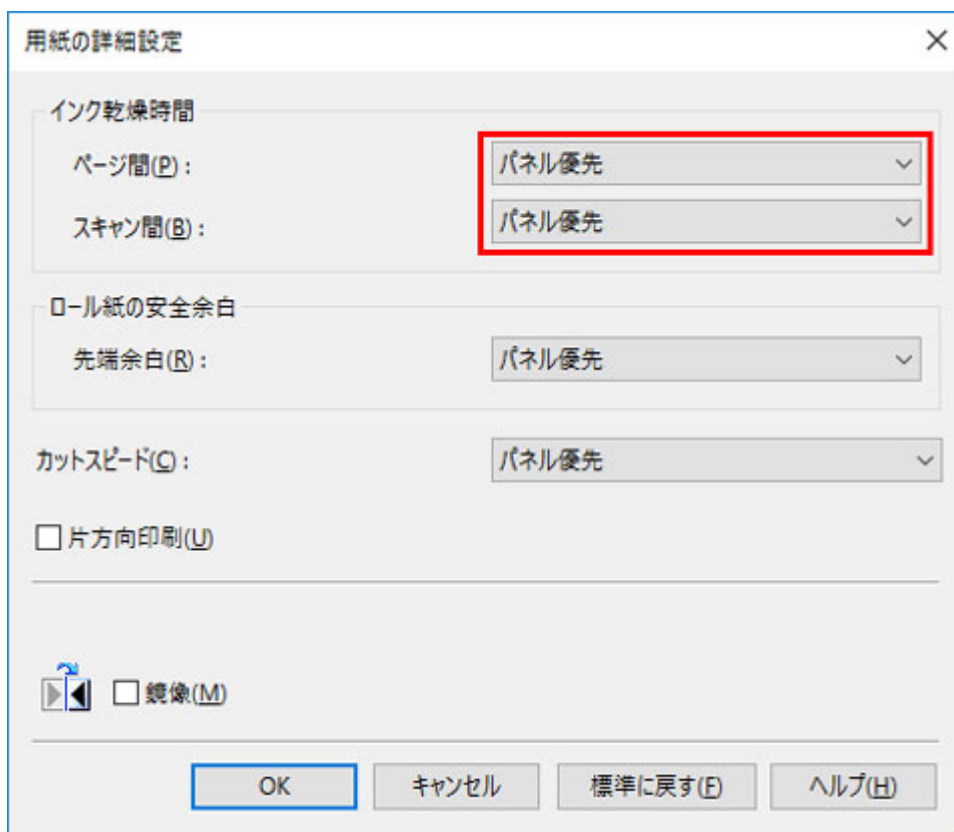 用紙の詳細設定
インク乾燥時間
ページ間(P) : パネル優先
スキャン間(B) : パネル優先
ロール紙の安全余白
先端余白(R) : パネル優先
カットスピード(C) : パネル優先
片方向印刷(U)
鏡像(M)
OK キャンセル 標準に戻す(F) ヘルプ(H)